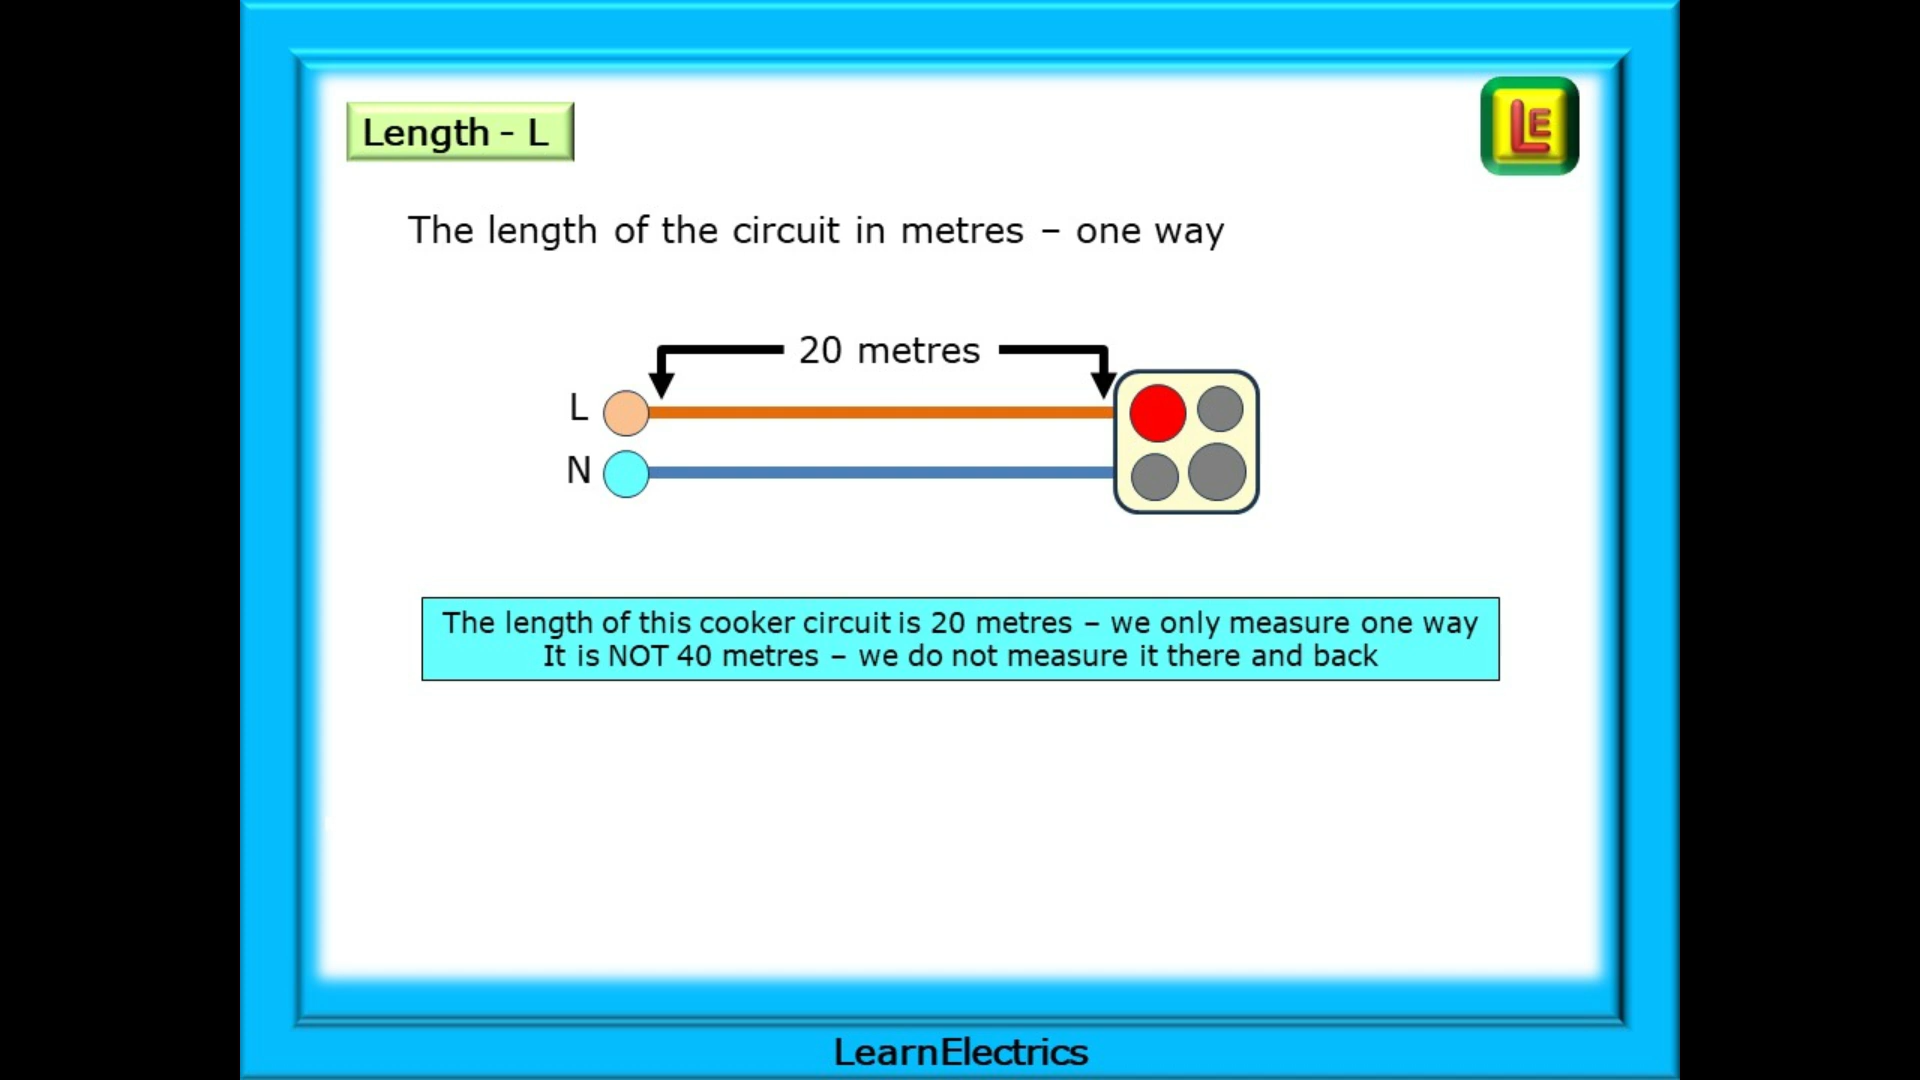 Length - L
LE
The length of the circuit in metres – one way
20 metres
L
N
The length of this cooker circuit is 20 metres – we only measure one way
It is NOT 40 metres – we do not measure it there and back
LearnElectrics